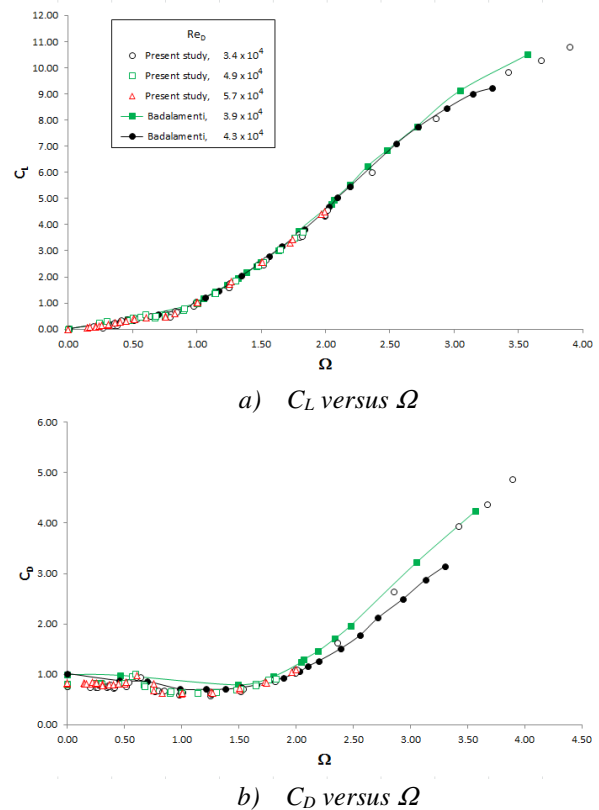 Re_D
Present study, 3.4 x 10^4
Present study, 4.9 x 10^4
Present study, 5.7 x 10^4
Badalamenti, 3.9 x 10^4
Badalamenti, 4.3 x 10^4
12.00
11.00
10.00
9.00
8.00
7.00
6.00
5.00
4.00
3.00
2.00
1.00
0.00
C_L
0.00 0.50 1.00 1.50 2.00 2.50 3.00 3.50 4.00
Ω
a) C_L versus Ω
6.00
5.00
4.00
3.00
2.00
1.00
0.00
C_D
0.00 0.50 1.00 1.50 2.00 2.50 3.00 3.50 4.00 4.50
Ω
b) C_D versus Ω